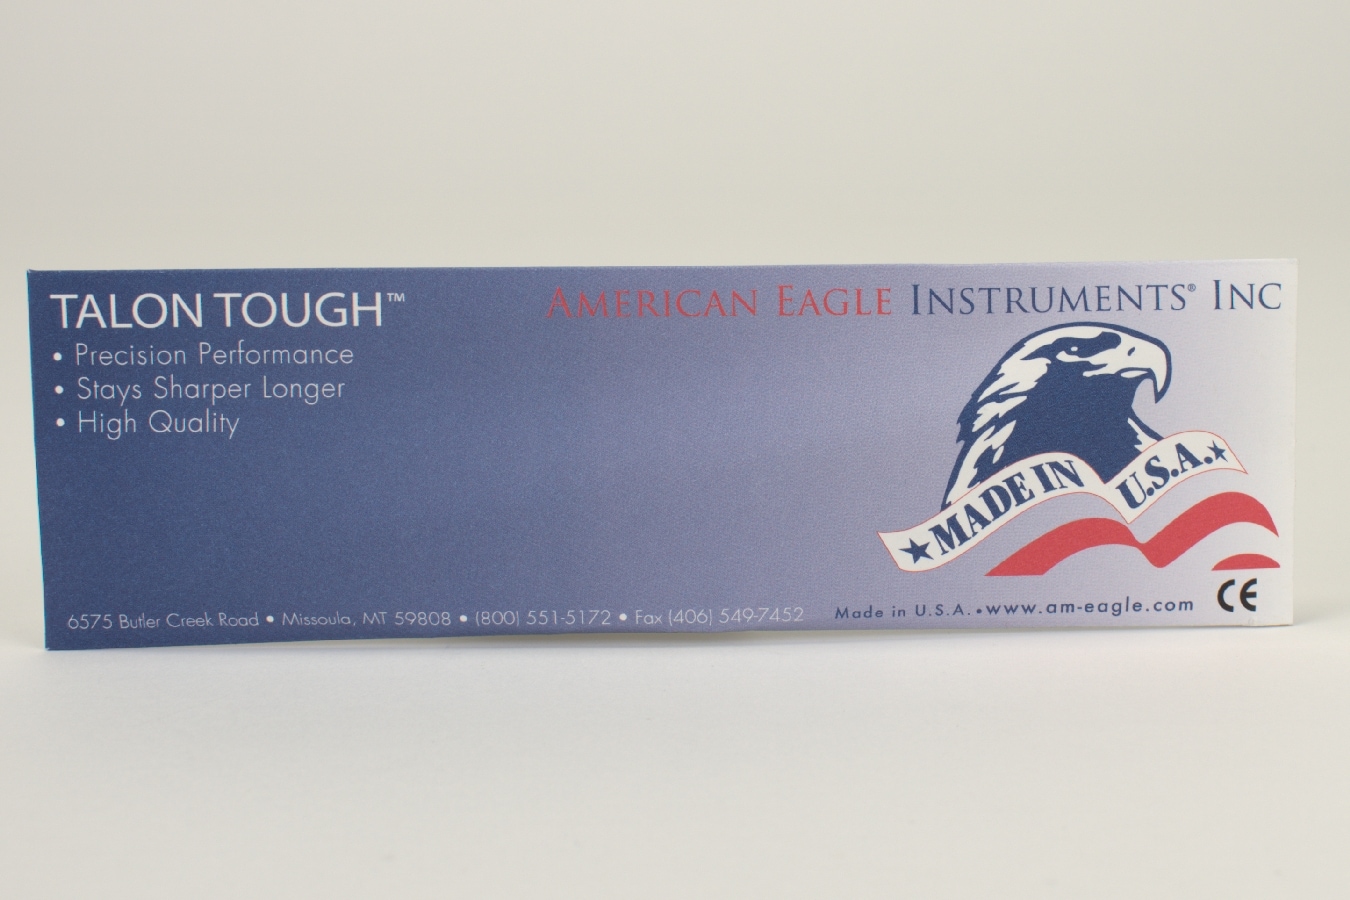 TALON TOUGH™
• Precision Performance
• Stays Sharper Longer
• High Quality
AMERICAN EAGLE INSTRUMENTS® INC
★ MADE IN U.S.A. ★
6575 Butler Creek Road • Missoula, MT 59808 • (800) 551-5172 • Fax (406) 549-7452
Made in U.S.A. • www.am-eagle.com
CE